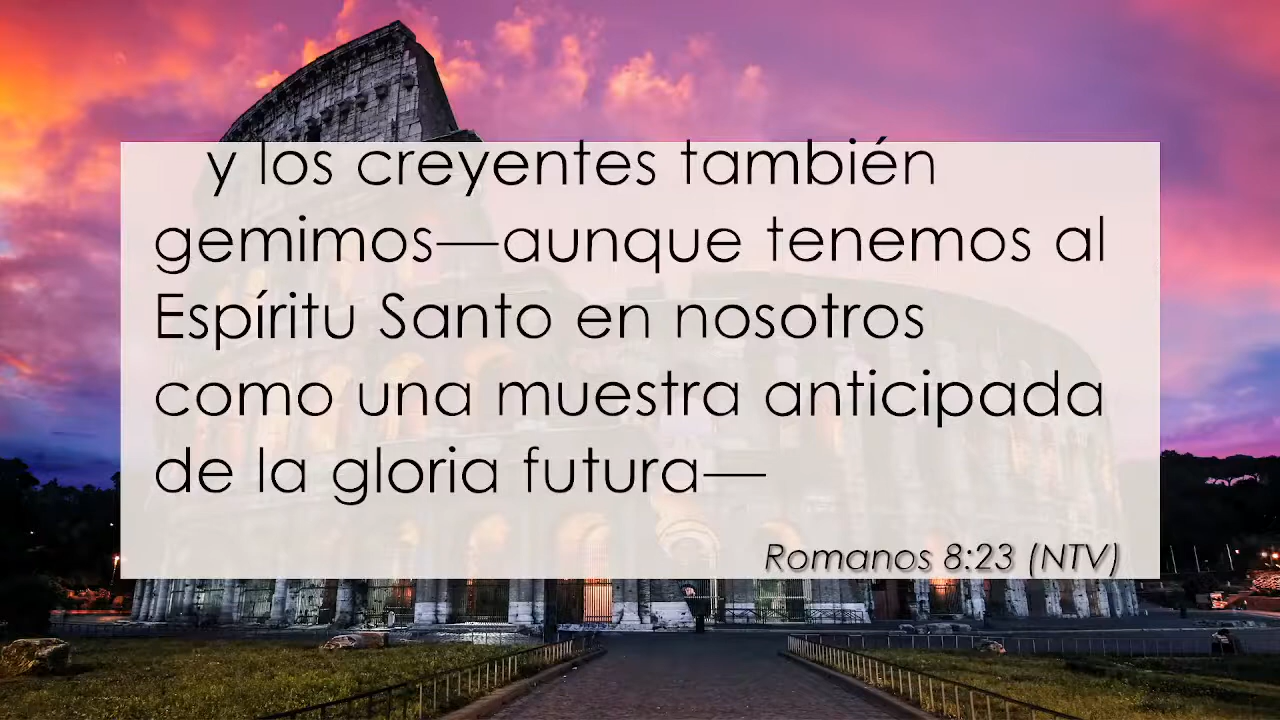 y los creyentes también
gemimos—aunque tenemos al
Espíritu Santo en nosotros
como una muestra anticipada
de la gloria futura—
Romanos 8:23 (NTV)